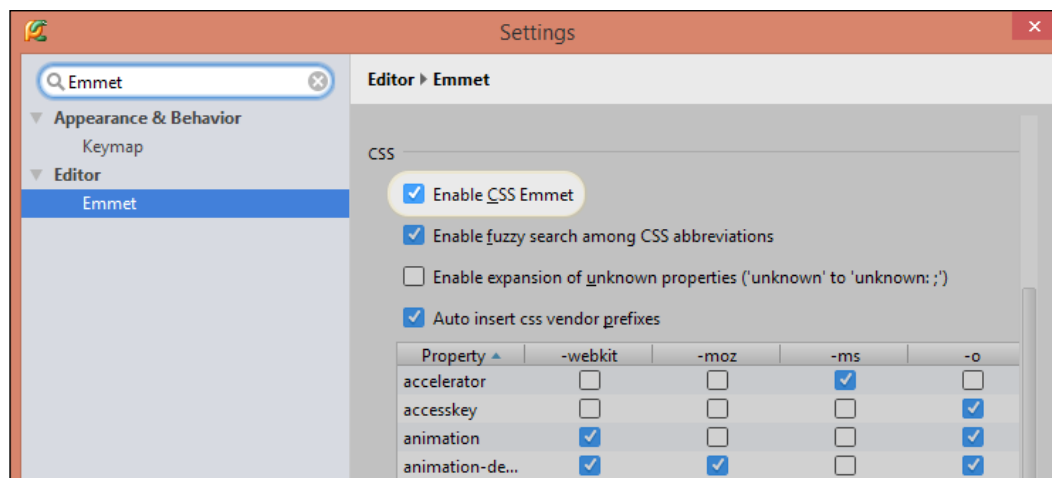 Settings
Emmet
Appearance & Behavior
Keymap
Editor
Emmet
Editor Emmet
CSS
Enable CSS Emmet
Enable fuzzy search among CSS abbreviations
Enable expansion of unknown properties ('unknown' to 'unknown: ;')
Auto insert css vendor prefixes
Property -webkit -moz -ms -o
accelerator
accesskey
animation
animation-de...